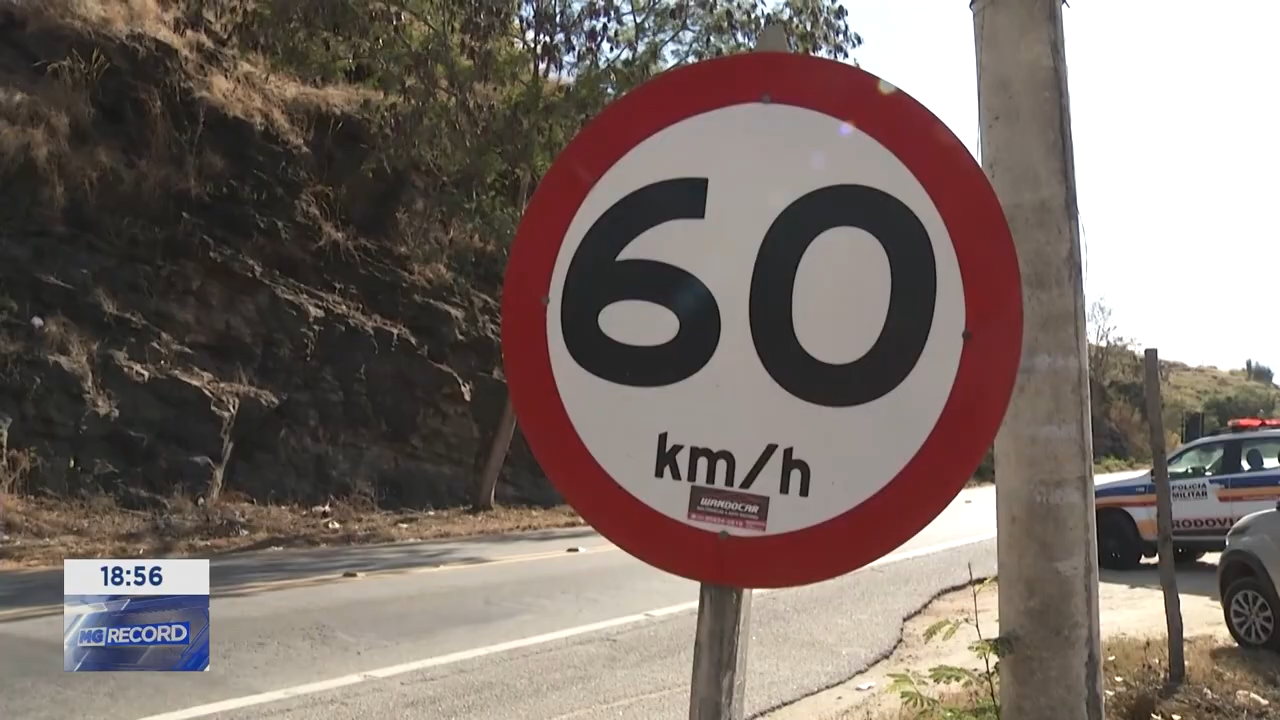 60
km/h
WANDOCAR
POLÍCIA
MILITAR
RODOVI
18:56
MG RECORD